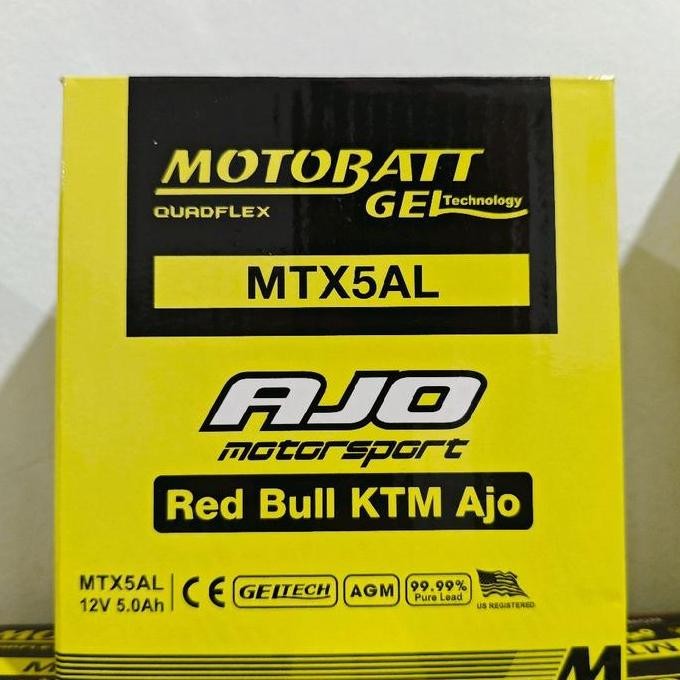 MOTOBATT
QUADFLEX GEL Technology
MTX5AL
AJO
motorsport
Red Bull KTM Ajo
MTX5AL
12V 5.0Ah
CE GELTECH AGM 99.99%
Pure Lead
US REGISTERED
MOTOBATT
M